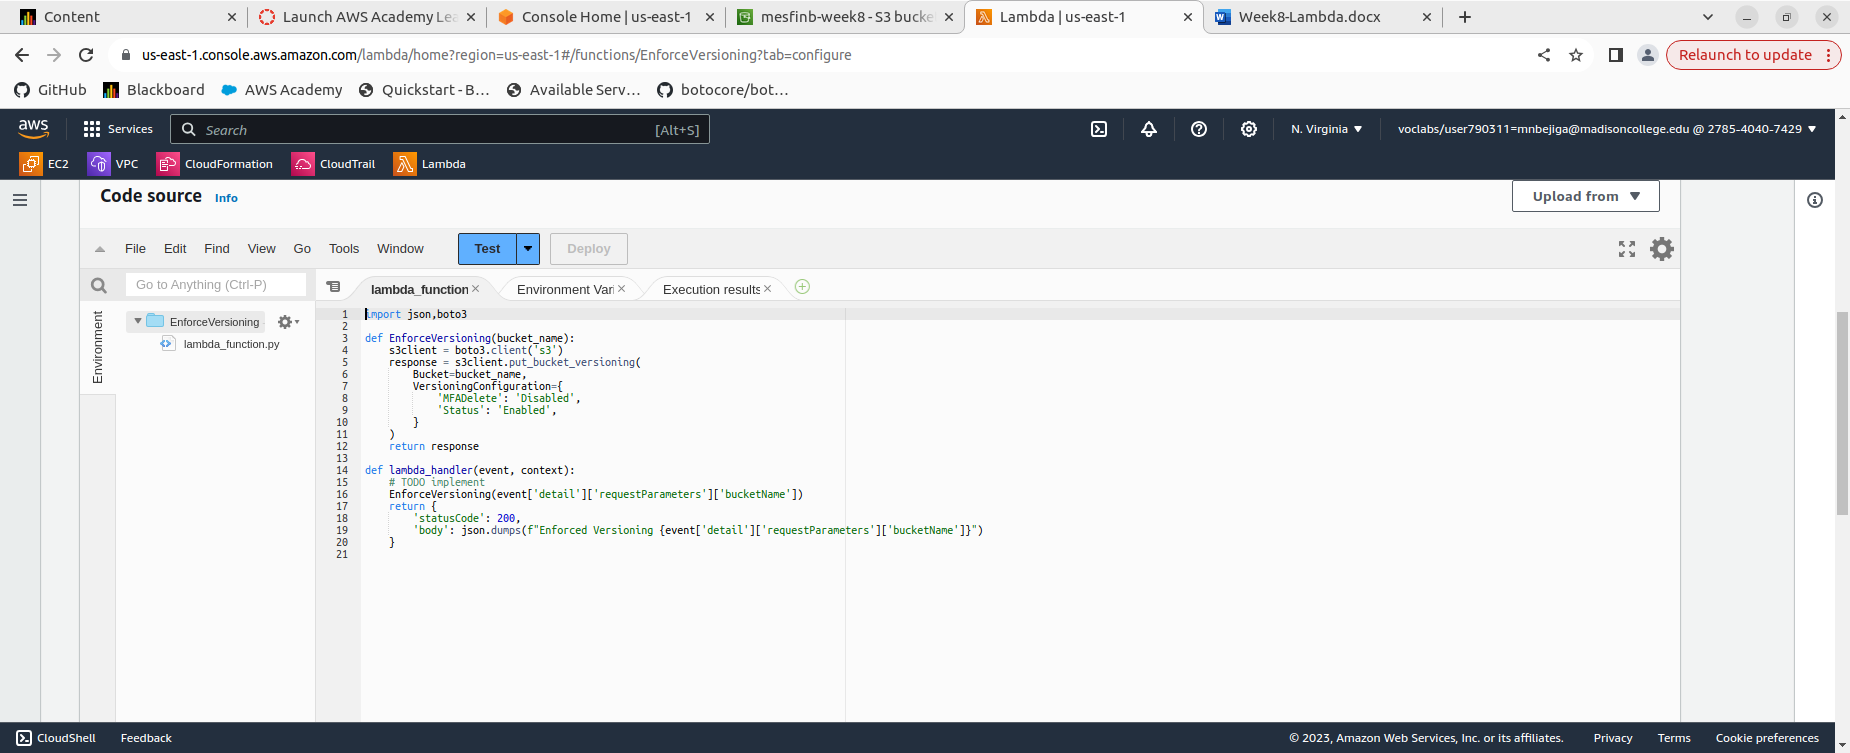 Content
Launch AWS Academy Le
Console Home | us-east-1
mesfinb-week8 - S3 bucke
Lambda | us-east-1
Week8-Lambda.docx
us-east-1.console.aws.amazon.com/lambda/home?region=us-east-1#/functions/EnforceVersioning?tab=configure
Relaunch to update
GitHub
Blackboard
AWS Academy
Quickstart - B...
Available Serv...
botocore/bot...
aws
Services
Search
[Alt+S]
N. Virginia
voclabs/user790311=mnbejiga@madisoncollege.edu @ 2785-4040-7429
EC2
VPC
CloudFormation
CloudTrail
Lambda
Code source
Info
Upload from
File
Edit
Find
View
Go
Tools
Window
Test
Deploy
Go to Anything (Ctrl-P)
lambda_function
Environment Vari
Execution results
Environment
EnforceVersioning
lambda_function.py
1 import json,boto3
2
3 def EnforceVersioning(bucket_name):
4     s3client = boto3.client('s3')
5     response = s3client.put_bucket_versioning(
6         Bucket=bucket_name,
7         VersioningConfiguration={
8             'MFADelete': 'Disabled',
9             'Status': 'Enabled',
10         }
11     )
12     return response
13
14 def lambda_handler(event, context):
15     # TODO implement
16     EnforceVersioning(event['detail']['requestParameters']['bucketName'])
17     return {
18         'statusCode': 200,
19         'body': json.dumps(f"Enforced Versioning {event['detail']['requestParameters']['bucketName']}")
20     }
21
CloudShell
Feedback
© 2023, Amazon Web Services, Inc. or its affiliates.
Privacy
Terms
Cookie preferences